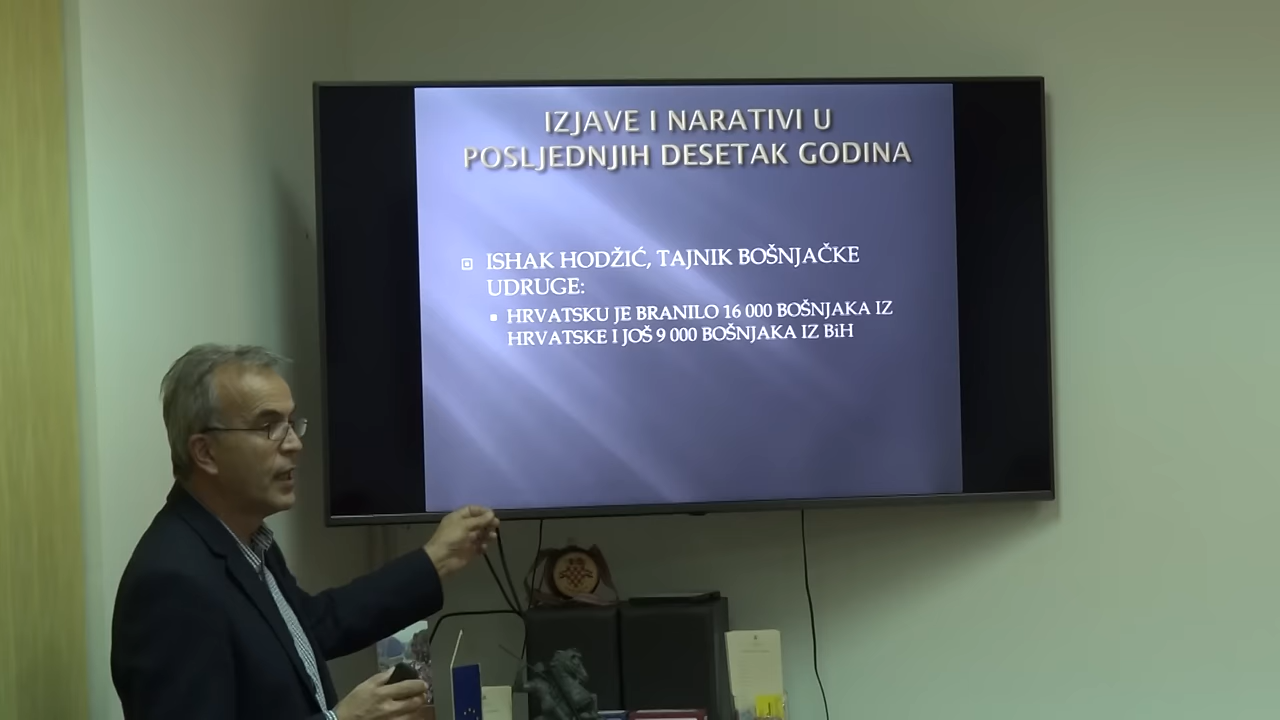 IZJAVE I NARATIVI U
POSLJEDNJIH DESETAK GODINA
ISHAK HODŽIĆ, TAJNIK BOŠNJAČKE
UDRUGE:
HRVATSKU JE BRANILO 16 000 BOŠNJAKA IZ
HRVATSKE I JOŠ 9 000 BOŠNJAKA IZ BiH